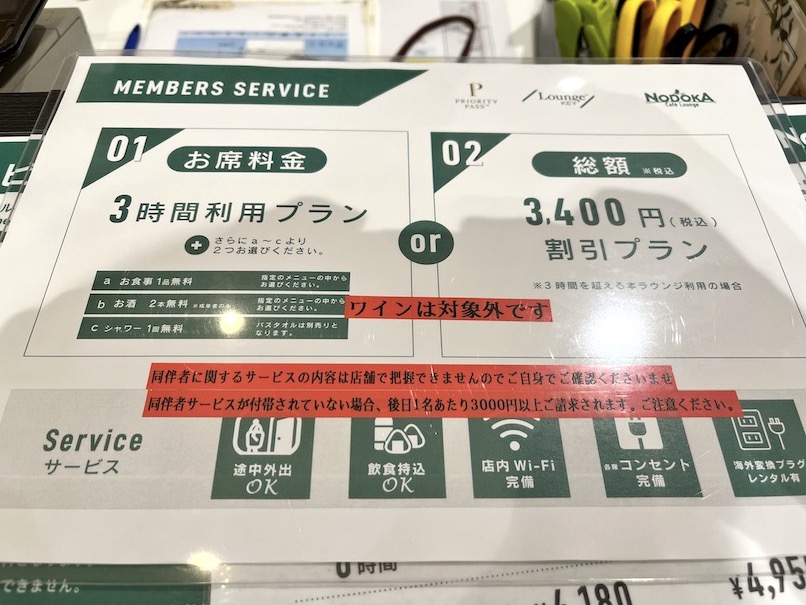 MEMBERS SERVICE
P
PRIORITY
PASS™
Lounge
KEY
NODOKA
Café Lounge
01
お席料金
3時間利用プラン
+
さらにa～cより
2つお選びください。
a お食事 1品無料
指定のメニューの中から
お選びください。
b お酒 2本無料 ※成年者のみ
指定のメニューの中から
お選びください。
ワインは対象外です
C シャワー 1回無料
バスタオルは別売りと
なります。
or
02
総額 ※税込
3,400円(税込)
割引プラン
※3時間を超える本ラウンジ利用の場合
同伴者に関するサービスの内容は店舗で把握できませんのでご自身でご確認くださいませ
同伴者サービスが付帯されていない場合、後日1名あたり3000円以上ご請求されます。ご注意ください。
Service
サービス
途中外出
OK
飲食持込
OK
店内 Wi-Fi
完備
各席コンセント
完備
海外変換プラグ
レンタル有
できません。
時間
4,180
¥4,95